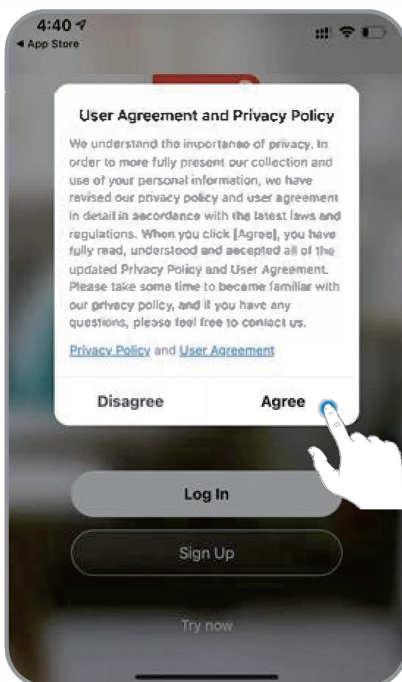 4:40
◀ App Store
User Agreement and Privacy Policy
We understand the importance of privacy. In
order to more fully present our collection and
use of your personal information, we have
revised our privacy policy and user agreement
in detail in accordance with the latest laws and
regulations. When you click [Agree], you have
fully read, understood and accepted all of the
updated Privacy Policy and User Agreement.
Please take some time to become familiar with
our privacy policy, and if you have any
questions, please feel free to contact us.
Privacy Policy and User Agreement
Disagree Agree
Log In
Sign Up
Try now